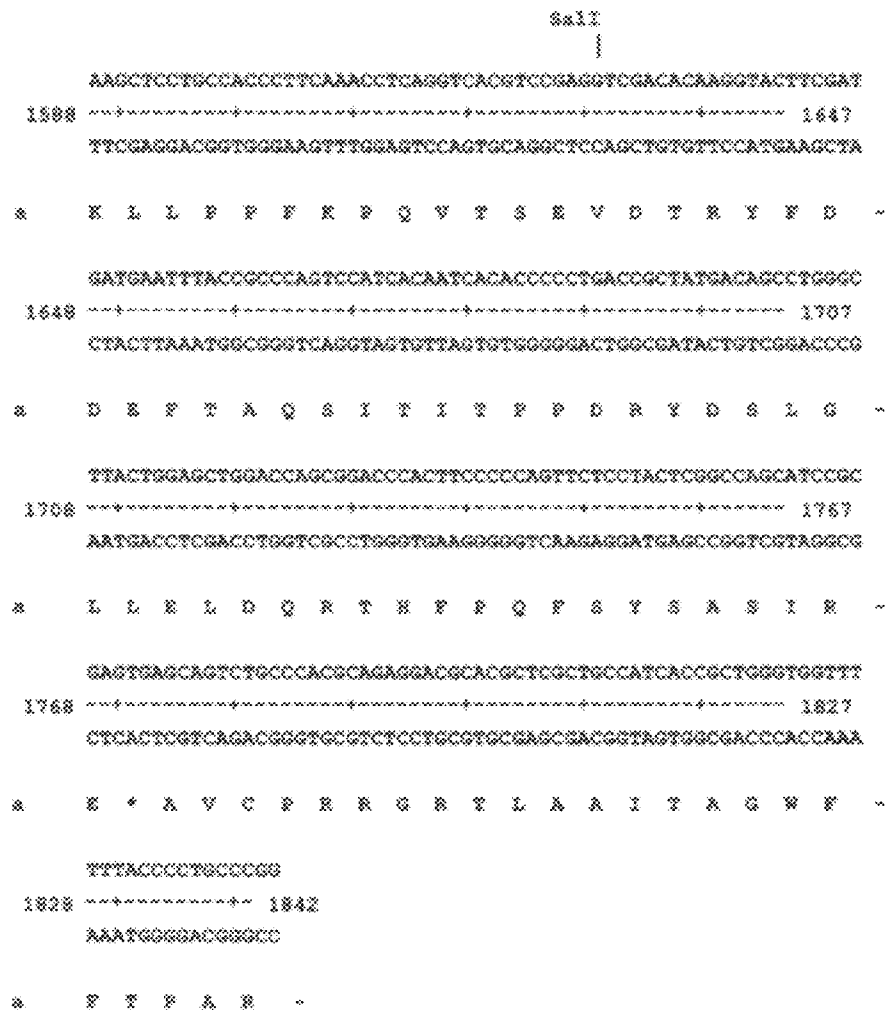 SalI
|
AAGCTCCTGCCACCCTTCAAACCTCAGGTCACGTCCGAGGTCGACACAAGGTACTTCGAT
1588 --+---------+---------+---------+---------+---------+------- 1647
TTCGAGGACGGTGGGAAGTTTGGAGTCCAGTGCAGGCTCCAGCTGTGTTCCATGAAGCTA
a K L L P P F K P Q V T S E V D T R Y F D -
GATGAATTTACCGCCCAGTCCATCACAATCACACCCCCTGACCGCTATGACAGCCTGGGC
1648 --+---------+---------+---------+---------+---------+------- 1707
CTACTTAAATGGCGGGTCAGGTAGTGTTAGTGTGGGGGACTGGCGATACTGTCGGACCCG
a D E F T A Q S I T I T P P D R Y D S L G -
TTACTGGAGCTGGACCAGCGGACCCACTTCCCCCAGTTCTCCTACTCGGCCAGCATCCGC
1708 --+---------+---------+---------+---------+---------+------- 1767
AATGACCTCGACCTGGTCGCCTGGGTGAAGGGGGTCAAGAGGATGAGCCGGTCGTAGGCG
a L L E L D Q R T H F P Q F S Y S A S I R -
GAGTGAGCAGTCTGCCCACGCAGAGGACGCACGCTCGCTGCCATCACCGCTGGGTGGTTT
1768 --+---------+---------+---------+---------+---------+------- 1827
CTCACTCGTCAGACGGGTGCGTCTCCTGCGTGCGAGCGACGGTAGTGGCGACCCACCAAA
a E * A V C P R R G R T L A A I T A G W F -
TTTACCCCTGCCCGG
1828 --+---------+- 1842
AAATGGGGACGGGCC
a F T P A R -